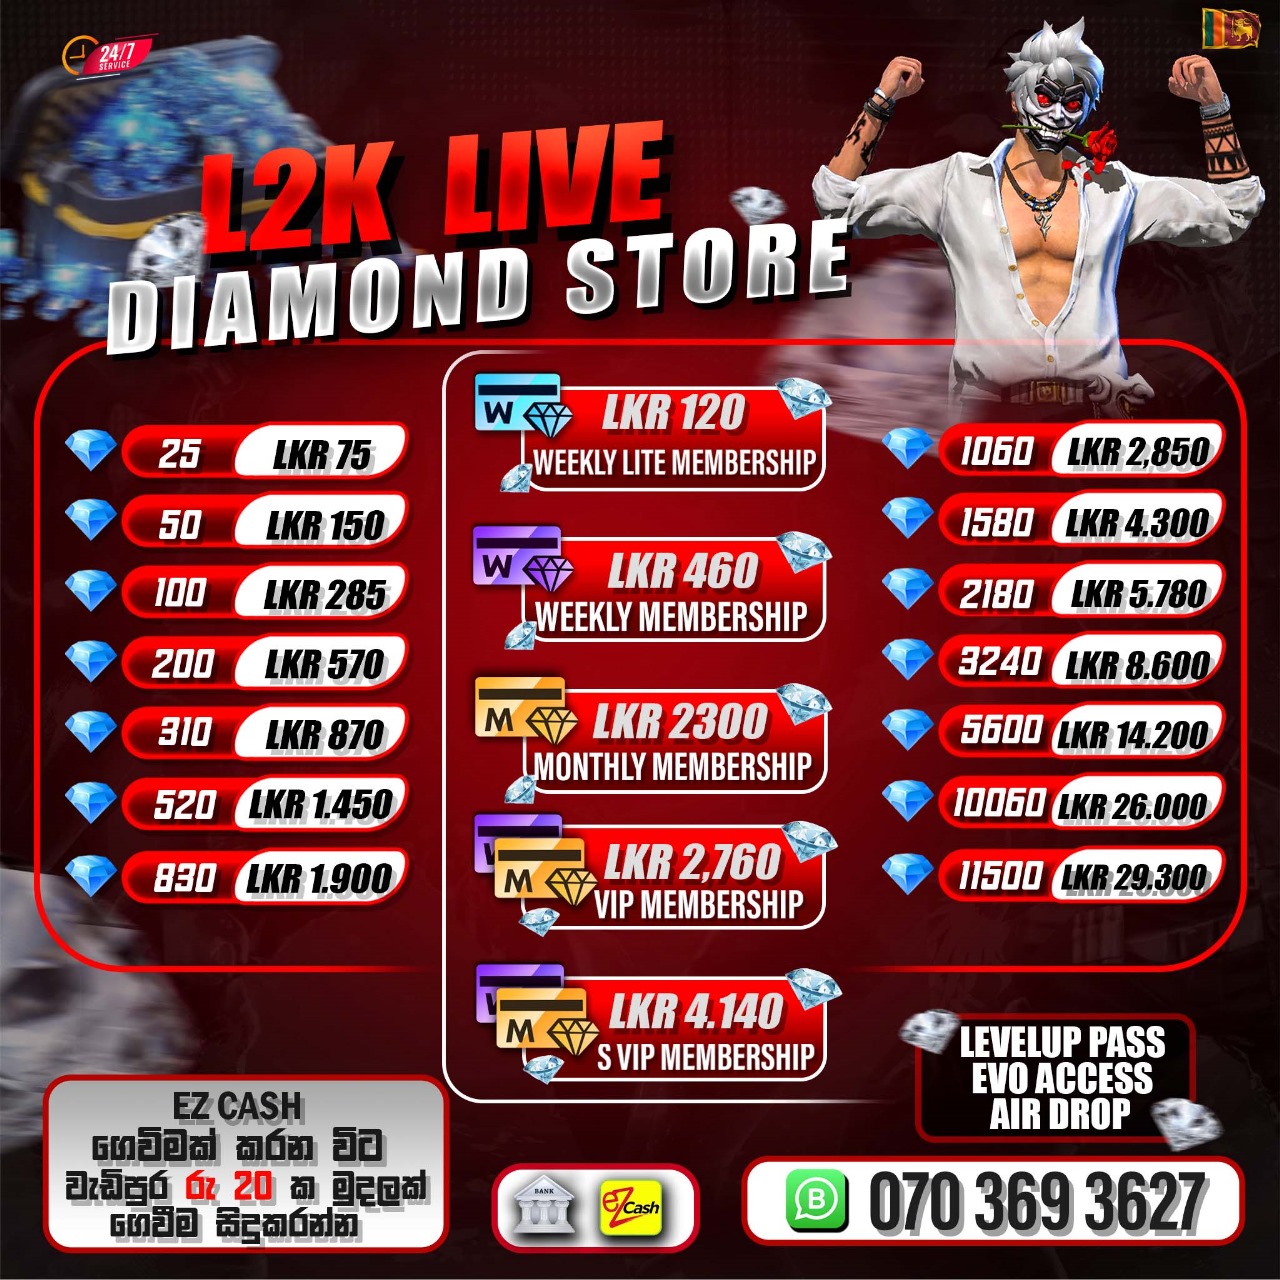 24/7
SERVICE
L2K LIVE
DIAMOND STORE
25 LKR 75
50 LKR 150
100 LKR 285
200 LKR 570
310 LKR 870
520 LKR 1.450
830 LKR 1.900
W
LKR 120
WEEKLY LITE MEMBERSHIP
W
LKR 460
WEEKLY MEMBERSHIP
M
LKR 2300
MONTHLY MEMBERSHIP
W
M
LKR 2,760
VIP MEMBERSHIP
W
M
LKR 4.140
S VIP MEMBERSHIP
1060 LKR 2,850
1580 LKR 4.300
2180 LKR 5.780
3240 LKR 8.600
5600 LKR 14.200
10060 LKR 26.000
11500 LKR 29.300
LEVELUP PASS
EVO ACCESS
AIR DROP
EZ CASH
ගෙවිමක් කරන විට
වැඩිපුර රු 20 ක මුදලක්
ගෙවීම සිදුකරන්න
BANK
eZ Cash
B
070 369 3627